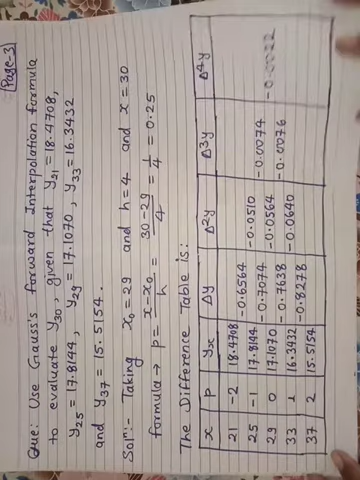 Page-3
Que: Use Gauss's forward Interpolation formula
to evaluate y30, given that y21 = 18.4708,
y25 = 17.8144, y29 = 17.1070, y33 = 16.3432
and y37 = 15.5154.
Soln:- Taking x0 = 29 and h = 4 and x = 30
formula → p = x-x0/h = 30-29/4 = 1/4 = 0.25
The Difference Table is:
x P yx Δy Δ²y Δ³y Δ⁴y
21 -2 18.4708
-0.6564
25 -1 17.8144 -0.0510
-0.7074 -0.0074
29 0 17.1070 -0.0564 -0.0022
-0.7638 -0.0076
33 1 16.3432 -0.0640
-0.8278
37 2 15.5154